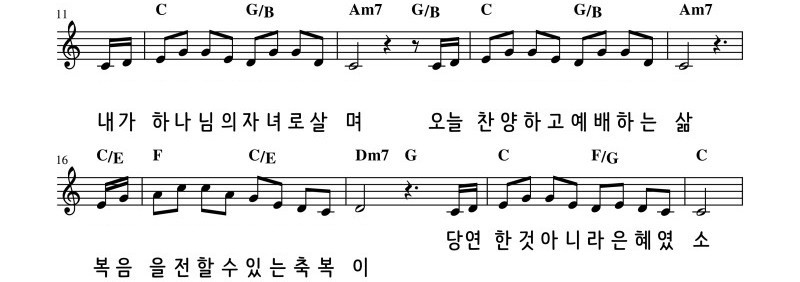 11 C G/B Am7 G/B C G/B Am7
내가 하나님의자녀로살 며 오늘 찬양하고예배하는 삶
16 C/E F C/E Dm7 G C F/G C
당연 한것아니라은혜였 소
복음 을전할수있는축복 이